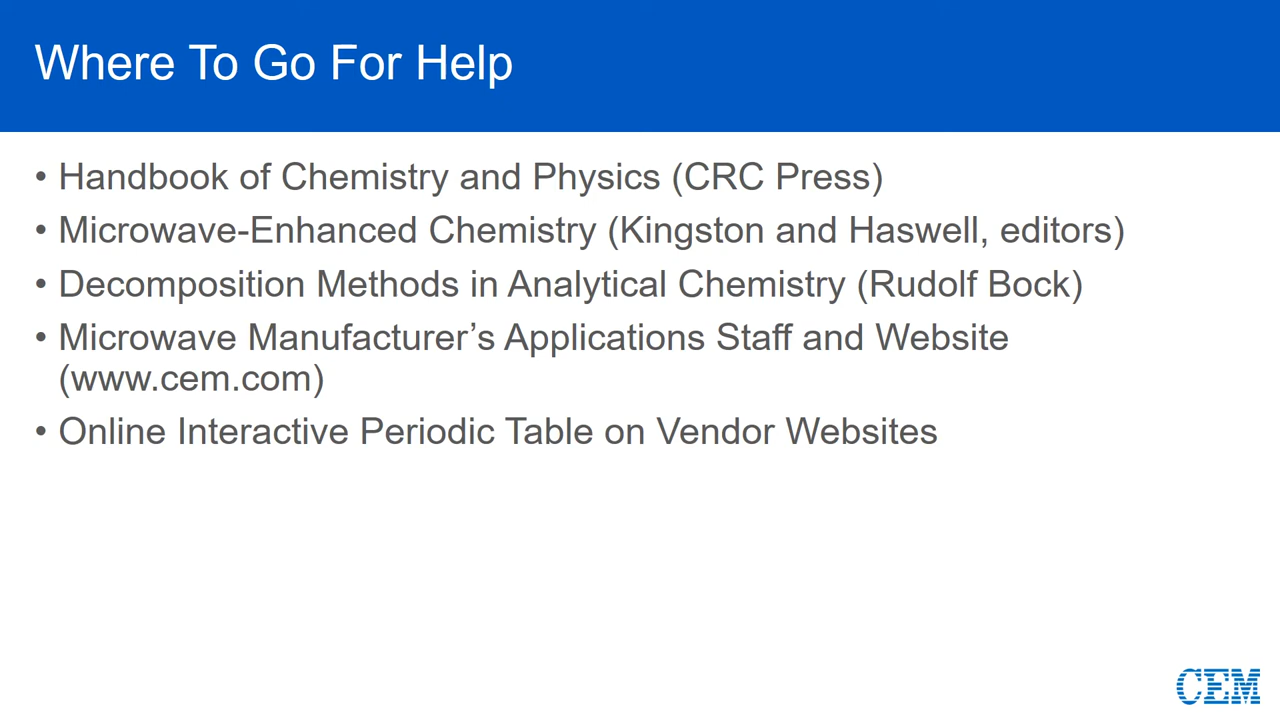 Where To Go For Help
• Handbook of Chemistry and Physics (CRC Press)
• Microwave-Enhanced Chemistry (Kingston and Haswell, editors)
• Decomposition Methods in Analytical Chemistry (Rudolf Bock)
• Microwave Manufacturer’s Applications Staff and Website
(www.cem.com)
• Online Interactive Periodic Table on Vendor Websites
CEM